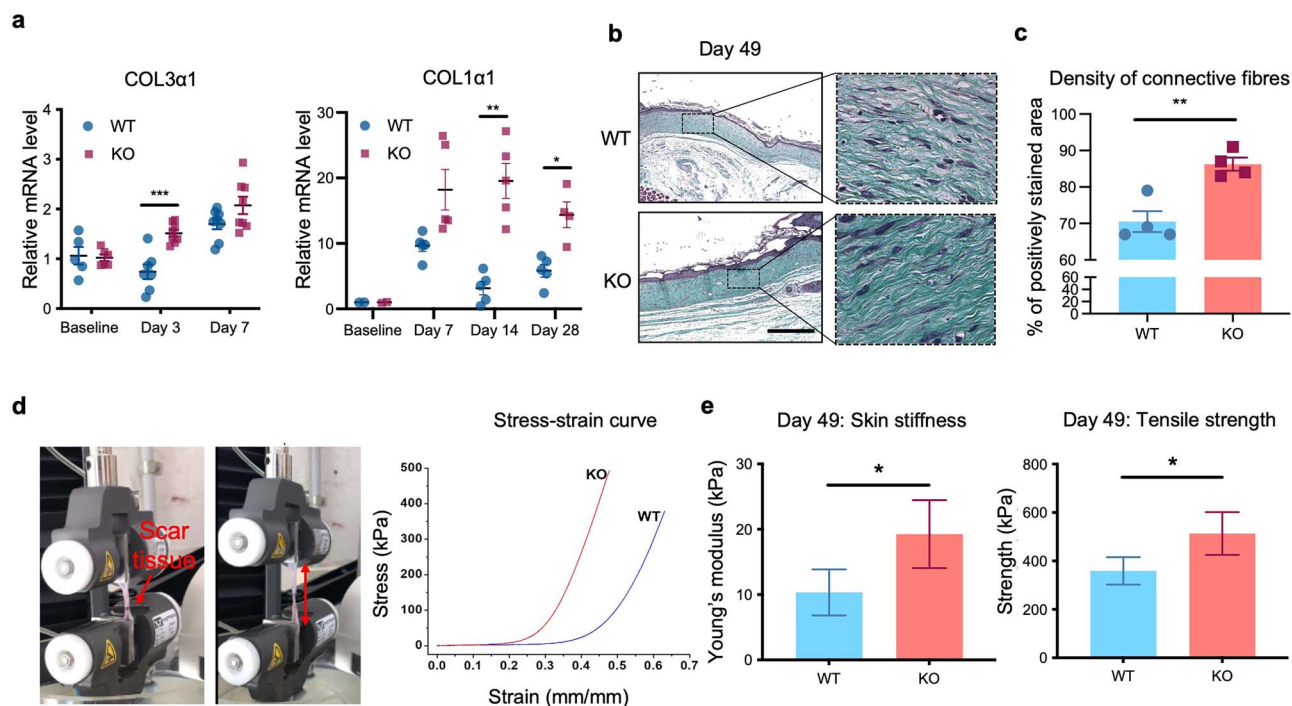 a
COL3α1
Relative mRNA level
4
3
2
1
0
WT
KO
***
Baseline
Day 3
Day 7
COL1α1
Relative mRNA level
30
20
10
0
WT
KO
**
*
Baseline
Day 7
Day 14
Day 28
b
Day 49
WT
KO
c
Density of connective fibres
% of positively stained area
100
90
80
70
60
60
40
20
0
**
WT
KO
d
Scar
tissue
Stress-strain curve
Stress (kPa)
500
400
300
200
100
0
KO
WT
0.0
0.1
0.2
0.3
0.4
0.5
0.6
0.7
Strain (mm/mm)
e
Day 49: Skin stiffness
Young's modulus (kPa)
30
20
10
0
*
WT
KO
Day 49: Tensile strength
Strength (kPa)
800
600
400
200
0
*
WT
KO